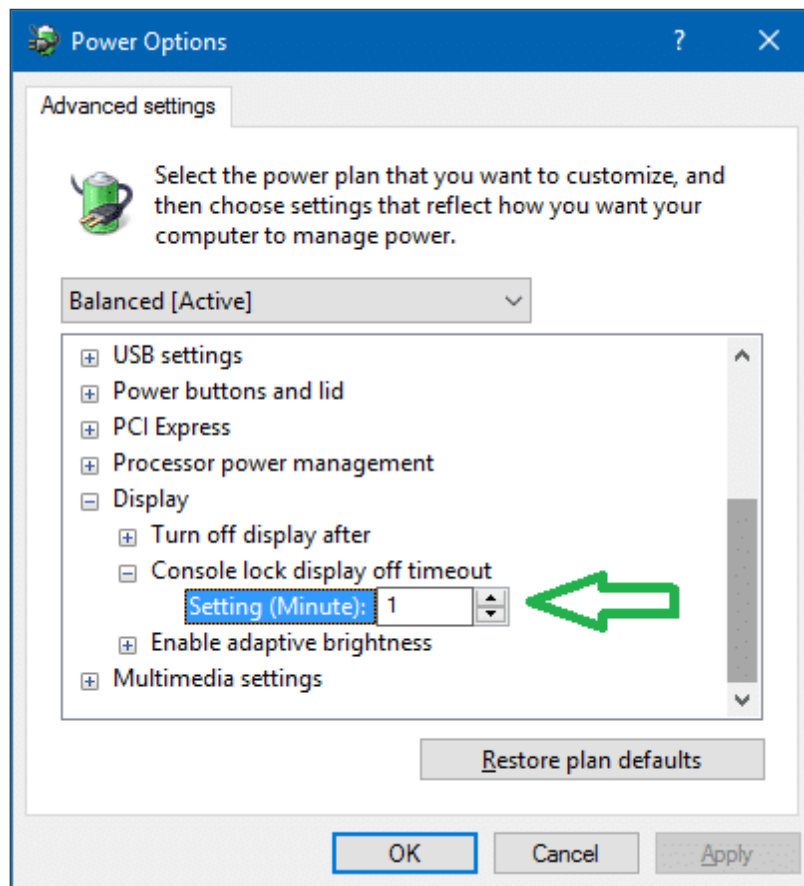 Power Options
?
Advanced settings
Select the power plan that you want to customize, and
then choose settings that reflect how you want your
computer to manage power.
Balanced [Active]
USB settings
Power buttons and lid
PCI Express
Processor power management
Display
Turn off display after
Console lock display off timeout
Setting (Minute): 1
Enable adaptive brightness
Multimedia settings
Restore plan defaults
OK Cancel Apply